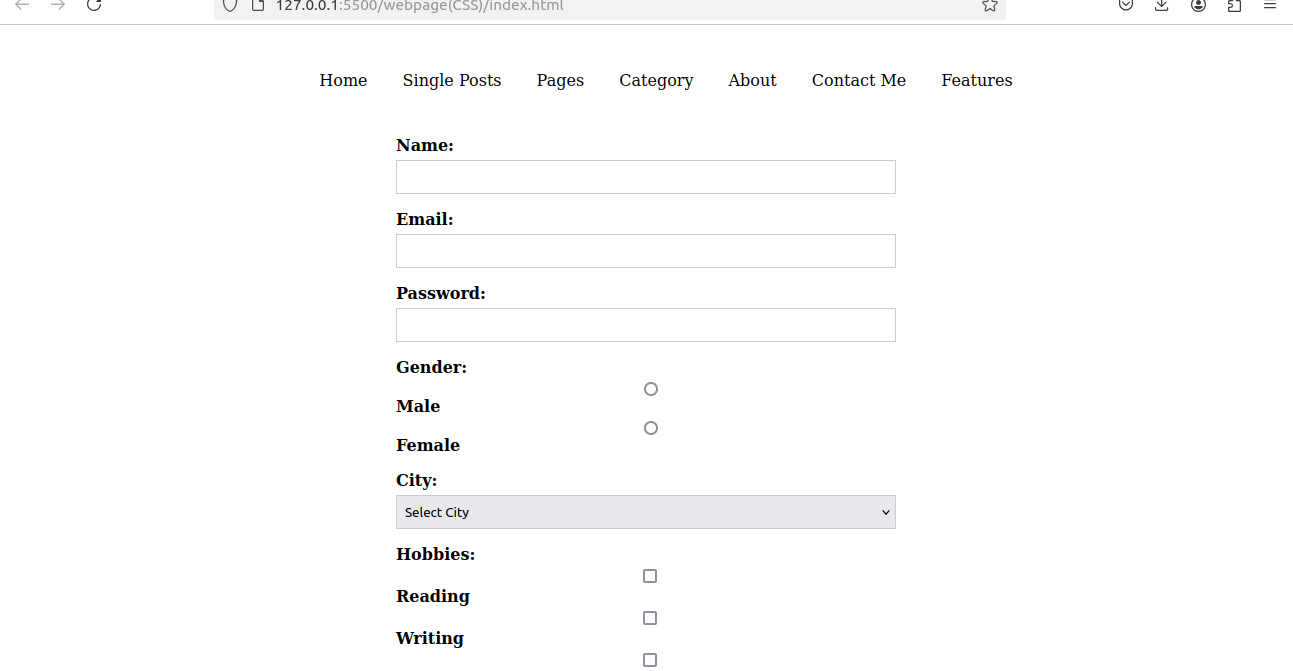 127.0.0.1:5500/webpage(CSS)/index.html
Home Single Posts Pages Category About Contact Me Features
Name:
Email:
Password:
Gender:
Male
Female
City:
Select City
Hobbies:
Reading
Writing